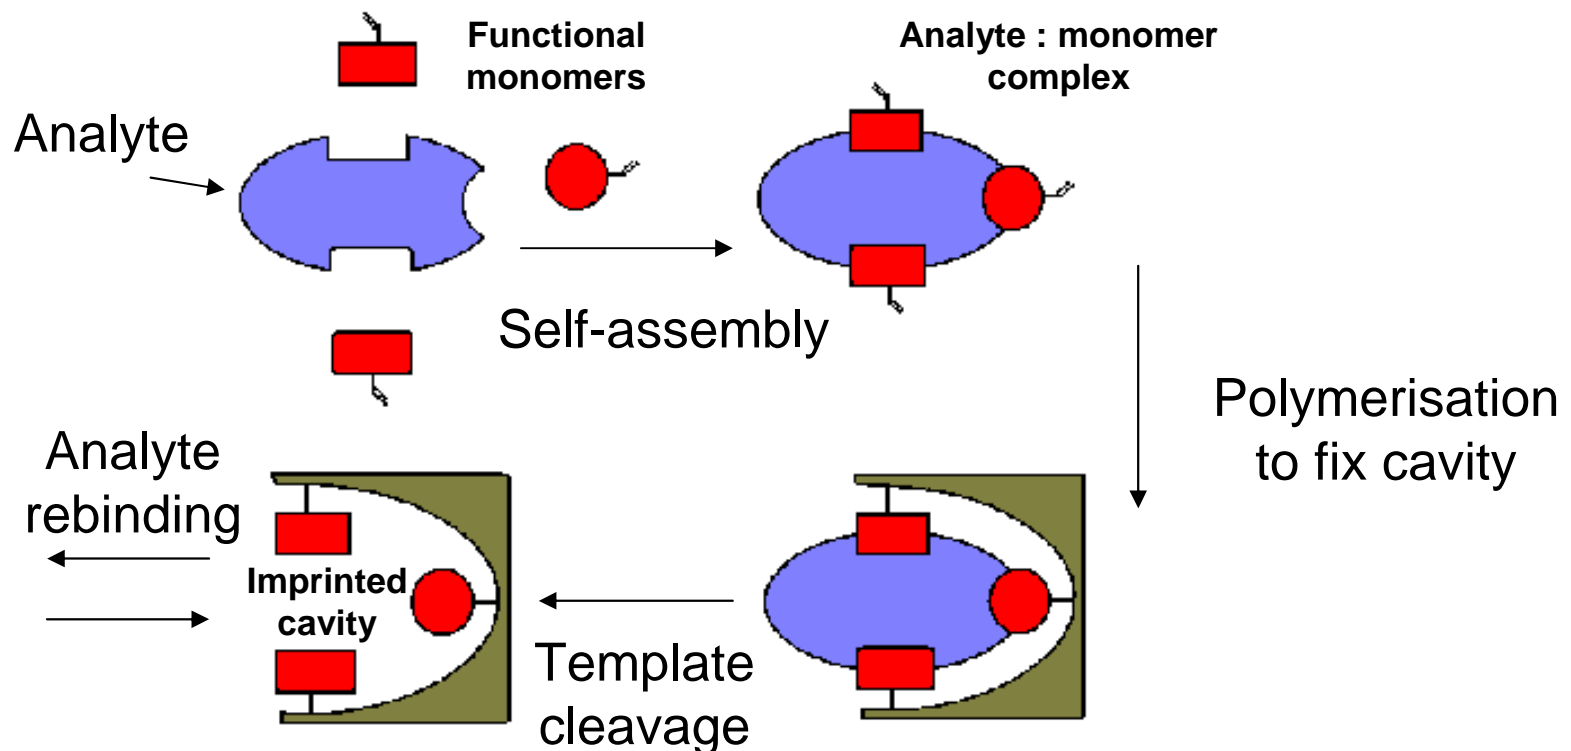 Functional
monomers
Analyte : monomer
complex
Analyte
Self-assembly
Polymerisation
to fix cavity
Analyte
rebinding
Imprinted
cavity
Template
cleavage